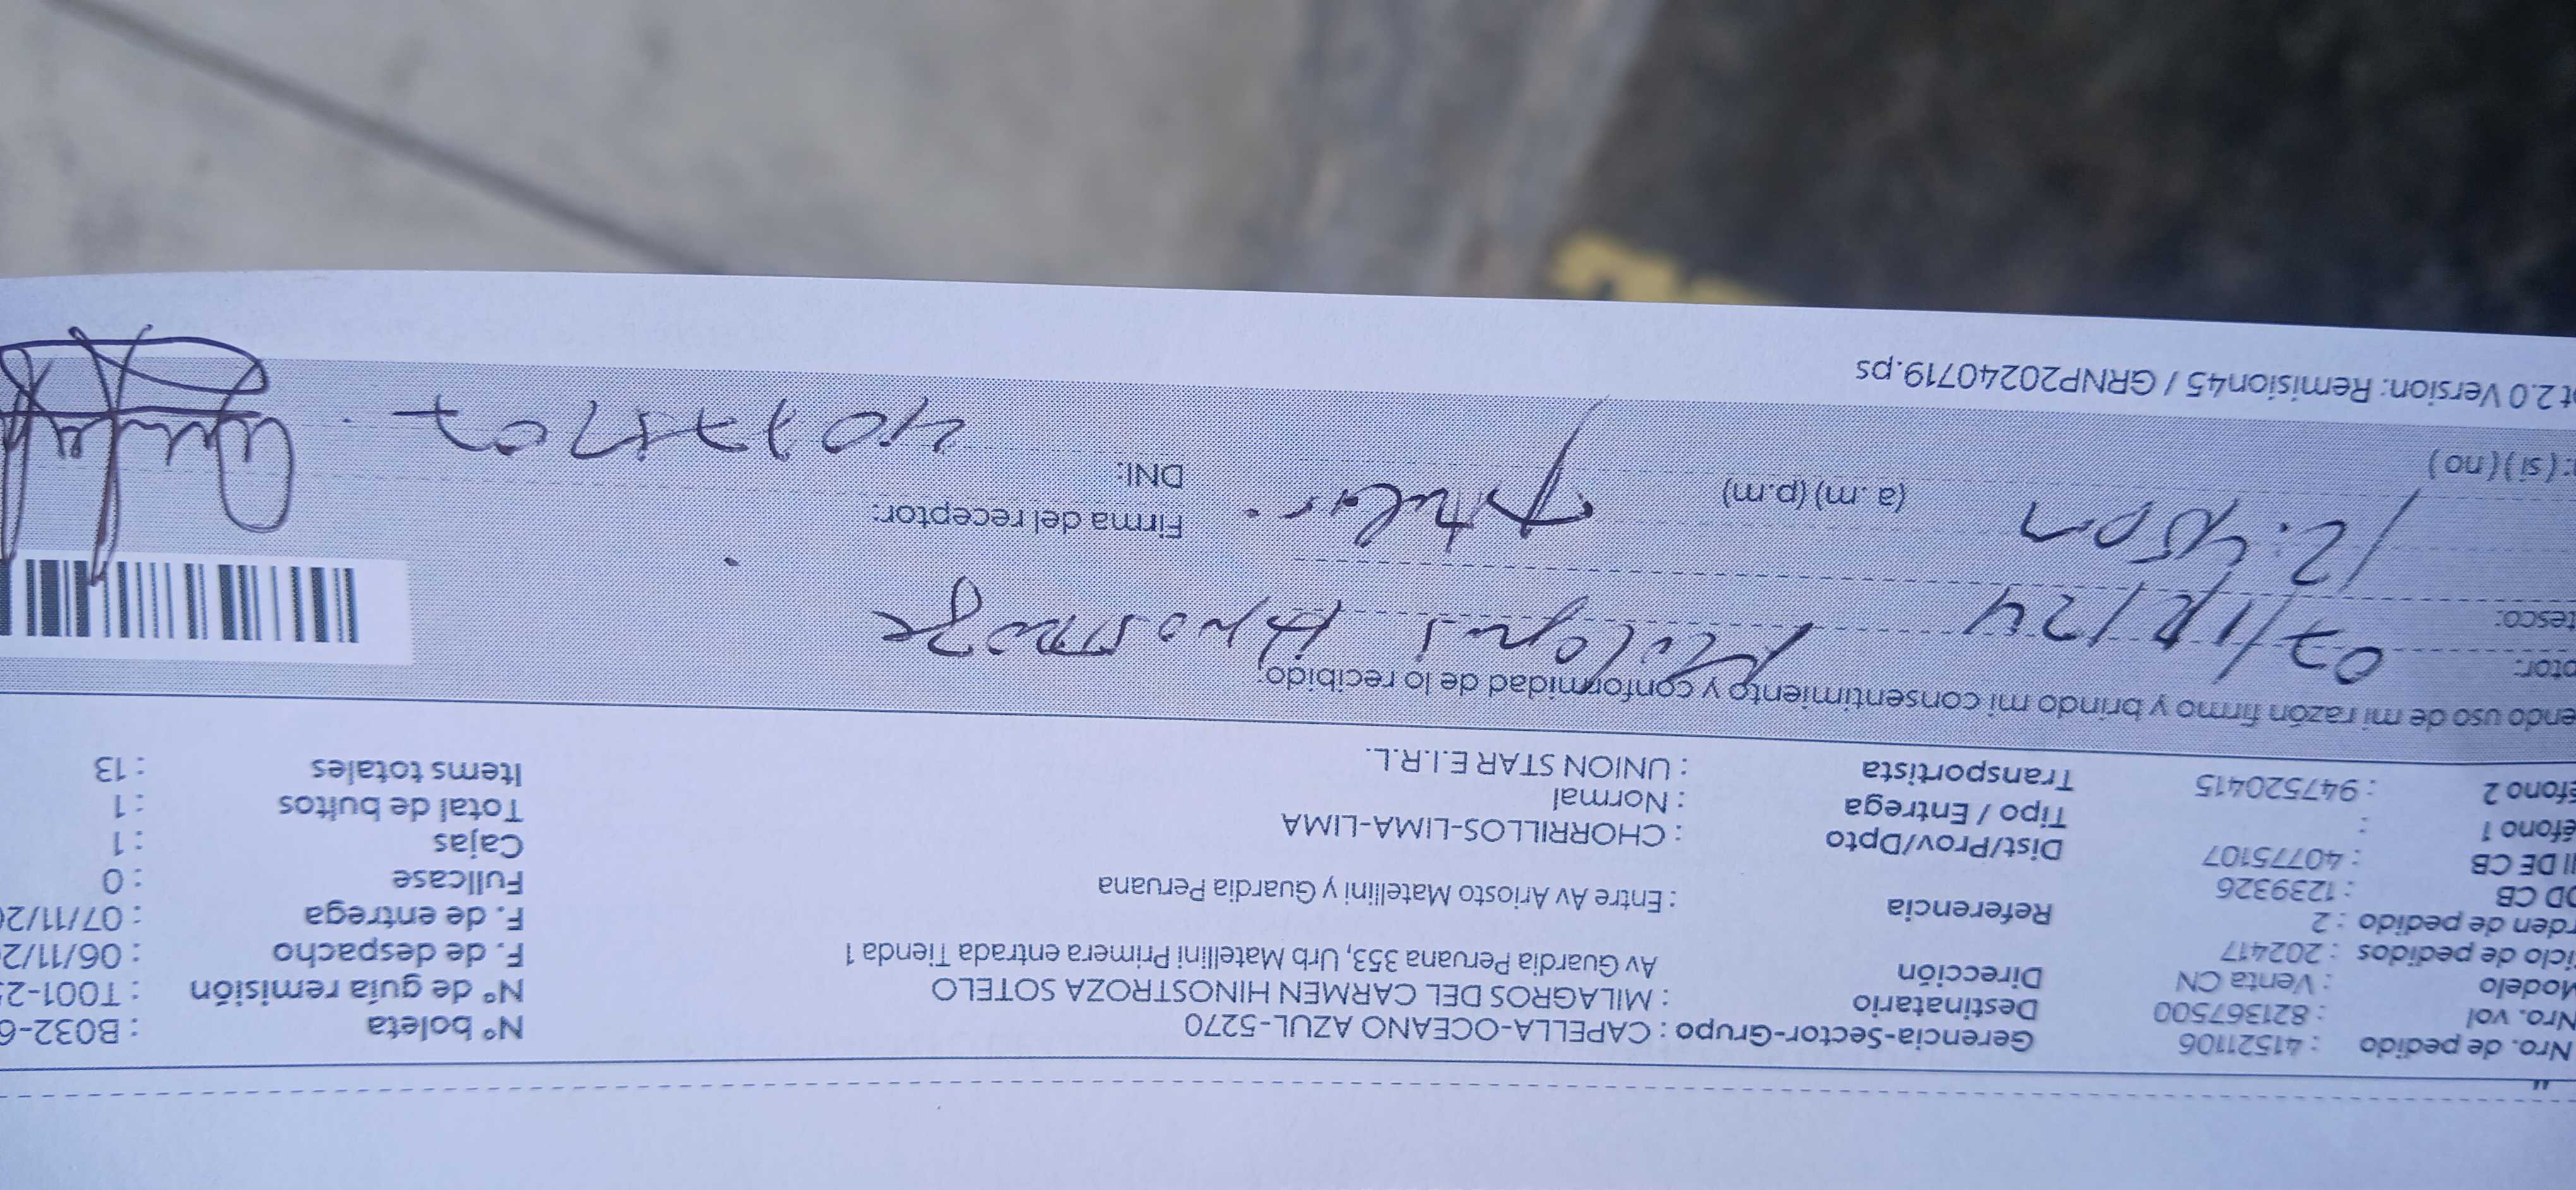 Nro. de pedido : 41521106 Gerencia-Sector-Grupo : CAPELLA-OCEANO AZUL-5270 N° boleta : B032-6
Nro. vol : 821367500 Destinatario : MILAGROS DEL CARMEN HINOSTROZA SOTELO N° de guía remisión : T001-25
Modelo : Venta CN Dirección Av Guardia Peruana 353, Urb Matellini Primera entrada Tienda 1 F. de despacho : 06/11/20
iclo de pedidos : 202417 F. de entrega : 07/11/20
rden de pedido : 2 Referencia : Entre Av Ariosto Matellini y Guardia Peruana Fullcase : 0
OD CB : 1239326 Cajas : 1
II DE CB : 40775107 Dist/Prov/Dpto : CHORRILLOS-LIMA-LIMA Total de bultos : 1
éfono 1 : Tipo / Entrega : Normal Items totales : 13
éfono 2 : 947520415 Transportista : UNION STAR E.I.R.L.
endo uso de mi razón firmo y brindo mi consentimiento y conformidad de lo recibido.
ptor: Milagros Hinostroza
tesco: 07/11/24
12:45pm (a .m) (p.m) Titular. Firma del receptor:
: (si) (no) DNI: 40775107
t 2.0 Version: Remision45 / GRNP20240719.ps